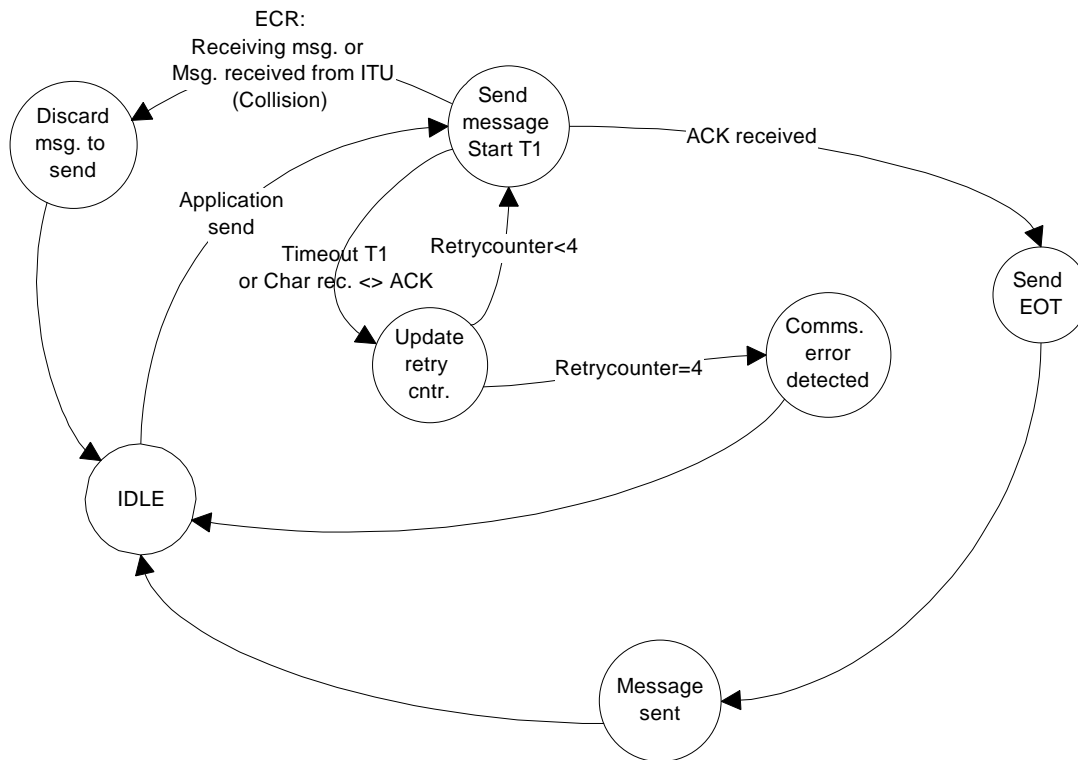 ECR:
Receiving msg. or
Msg. received from ITU
(Collision)
Send
message
Start T1
Discard
msg. to
send
ACK received
Application
send
Timeout T1
or Char rec. <> ACK
Retrycounter<4
Send
EOT
Update
retry
cntr.
Comms.
error
detected
Retrycounter=4
IDLE
Message
sent